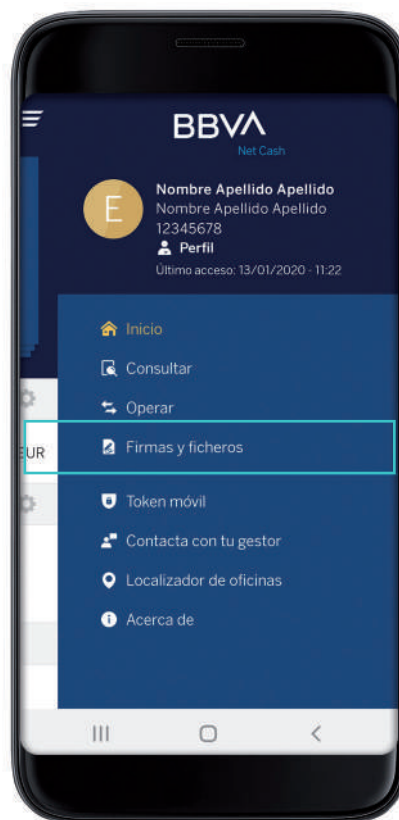 BBVA
Net Cash
E
Nombre Apellido Apellido
Nombre Apellido Apellido
12345678
Perfil
Último acceso: 13/01/2020 - 11:22
Inicio
Consultar
Operar
Firmas y ficheros
EUR
Token móvil
Contacta con tu gestor
Localizador de oficinas
Acerca de